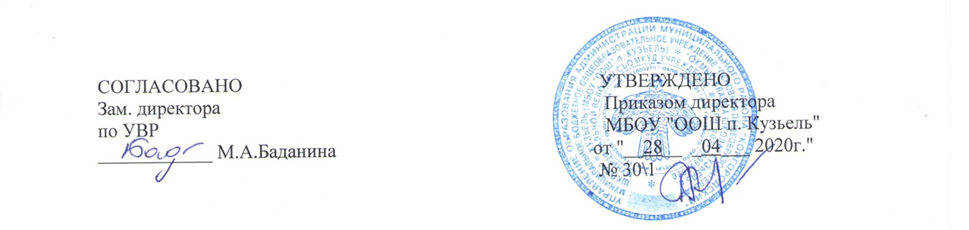 СОГЛАСОВАНО
Зам. директора
по УВР
М.А.Баданина
УТВЕРЖДЕНО
Приказом директора
МБОУ "ООШ п. Кузьель"
от " 28 04 2020г."
№ 30\1